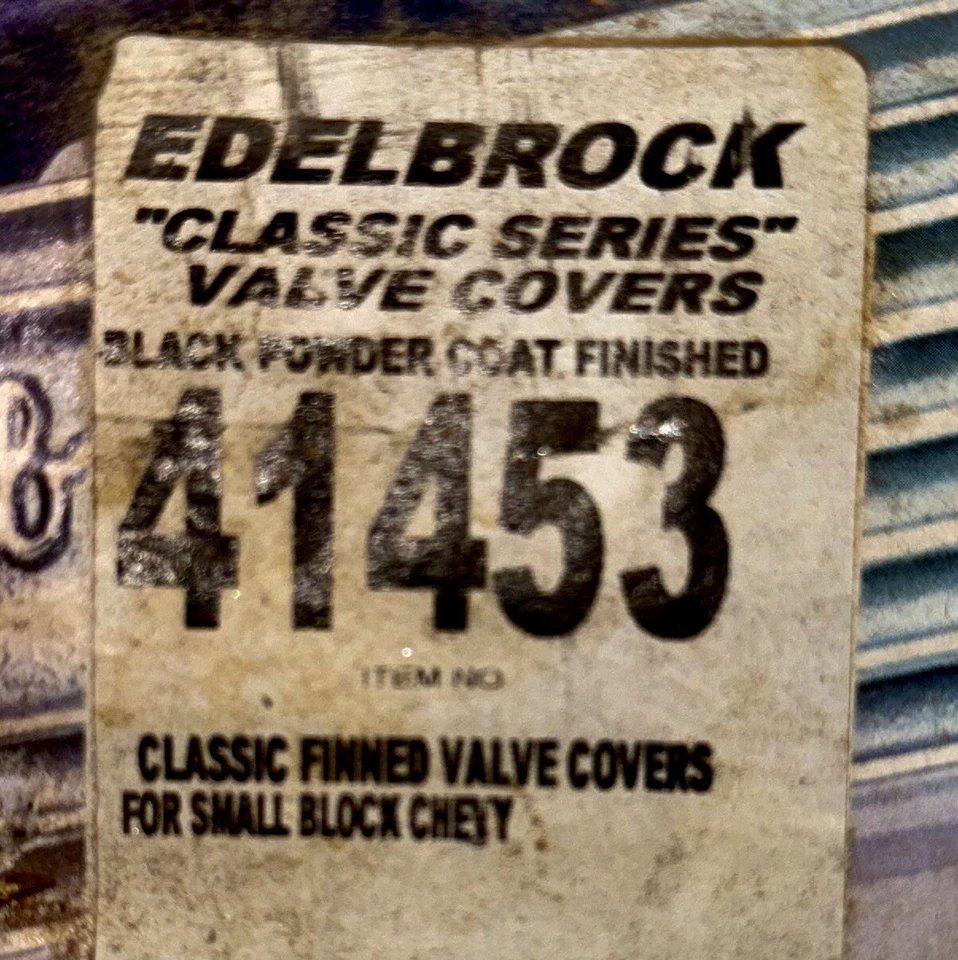 EDELBROCK
"CLASSIC SERIES"
VALVE COVERS
BLACK POWDER COAT FINISHED
41453
ITEM NO
CLASSIC FINNED VALVE COVERS
FOR SMALL BLOCK CHEVY